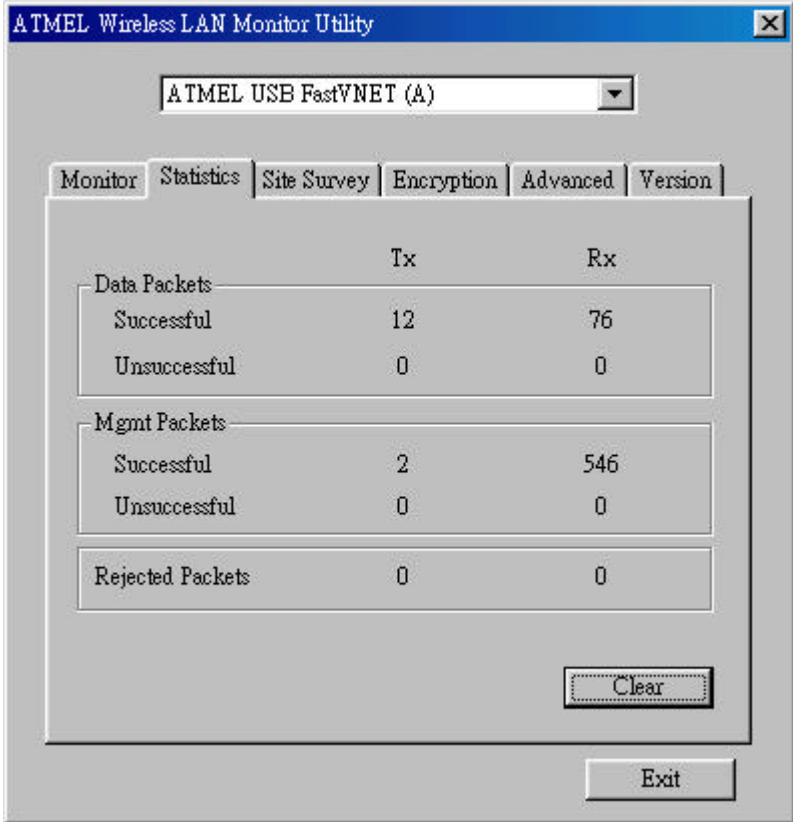 ATMEL Wireless LAN Monitor Utility
ATMEL USB FastVNET (A)
Monitor Statistics Site Survey Encryption Advanced Version
Tx Rx
Data Packets
Successful 12 76
Unsuccessful 0 0
Mgmt Packets
Successful 2 546
Unsuccessful 0 0
Rejected Packets 0 0
Clear
Exit